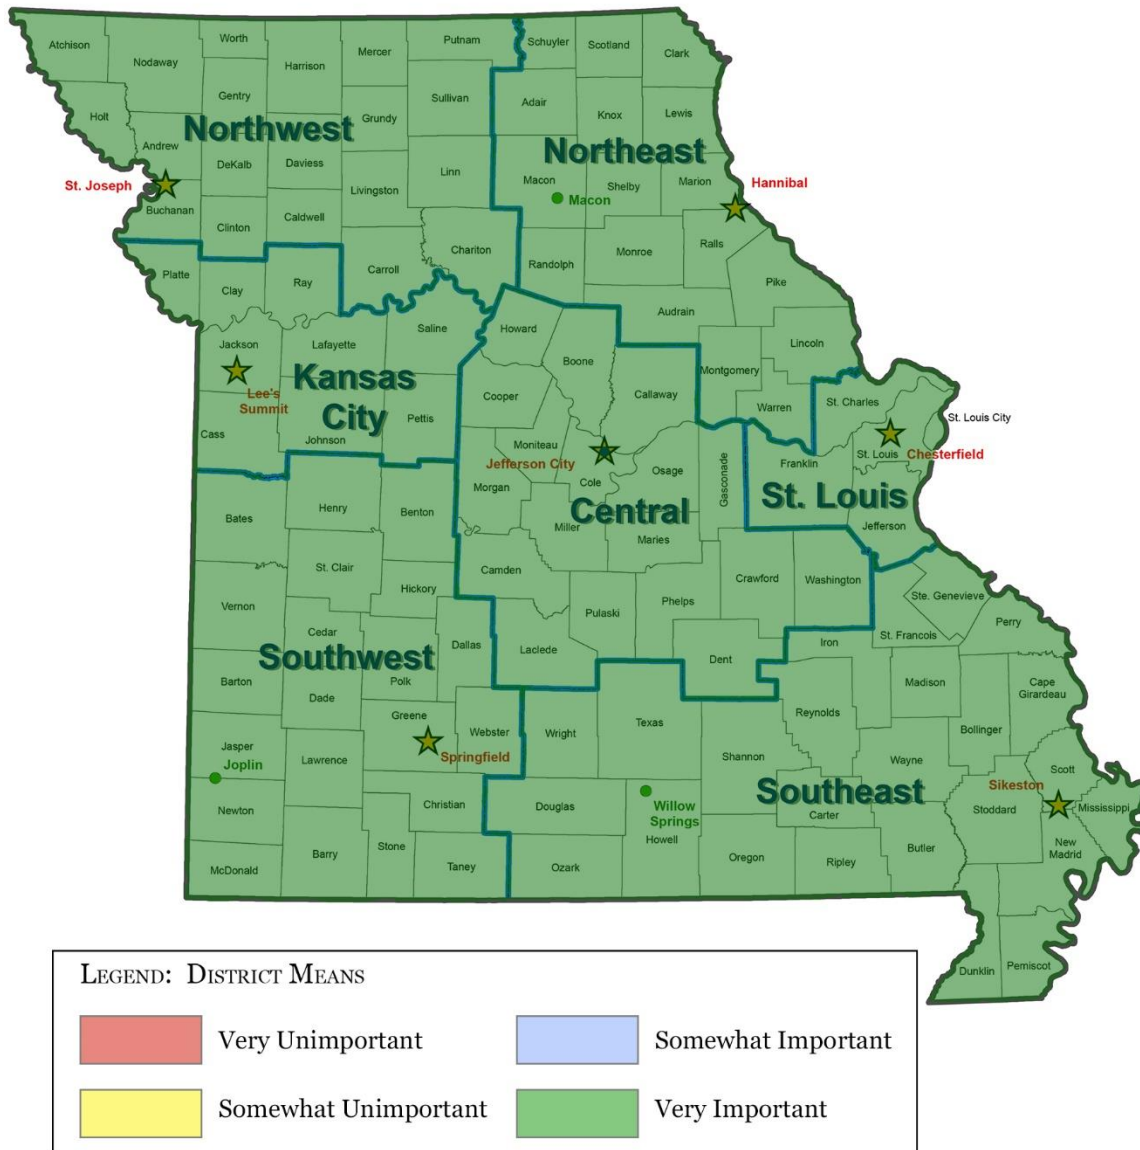 Atchison
Nodaway
Worth
Harrison
Mercer
Putnam
Schuyler
Scotland
Clark
Holt
Gentry
Sullivan
Adair
Knox
Lewis
Grundy
Northwest
Andrew
DeKalb
Daviess
Linn
Northeast
St. Joseph
Livingston
Macon
Shelby
Marion
Hannibal
Macon
Buchanan
Clinton
Caldwell
Chariton
Monroe
Ralls
Carroll
Randolph
Platte
Clay
Ray
Pike
Audrain
Saline
Howard
Boone
Lincoln
Jackson
Lafayette
Montgomery
Kansas
City
Lee's
Summit
Cooper
Callaway
Warren
St. Charles
St. Louis City
Cass
Johnson
Pettis
Moniteau
Jefferson City
Cole
Osage
Gasconade
Franklin
St. Louis
Chesterfield
St. Louis
Morgan
Central
Miller
Maries
Jefferson
Bates
Henry
Benton
St. Clair
Camden
Crawford
Washington
Hickory
Pulaski
Phelps
Ste. Genevieve
Vernon
Cedar
Dallas
Laclede
Dent
Iron
St. Francois
Perry
Southwest
Polk
Barton
Dade
Madison
Cape
Girardeau
Greene
Webster
Wright
Texas
Reynolds
Bollinger
Jasper
Joplin
Lawrence
Springfield
Shannon
Wayne
Scott
Newton
Christian
Douglas
Willow
Springs
Howell
Southeast
Carter
Sikeston
Stoddard
Mississippi
McDonald
Barry
Stone
Taney
Ozark
Oregon
Ripley
Butler
New
Madrid
Dunklin
Pemiscot
LEGEND: DISTRICT MEANS
Very Unimportant
Somewhat Important
Somewhat Unimportant
Very Important